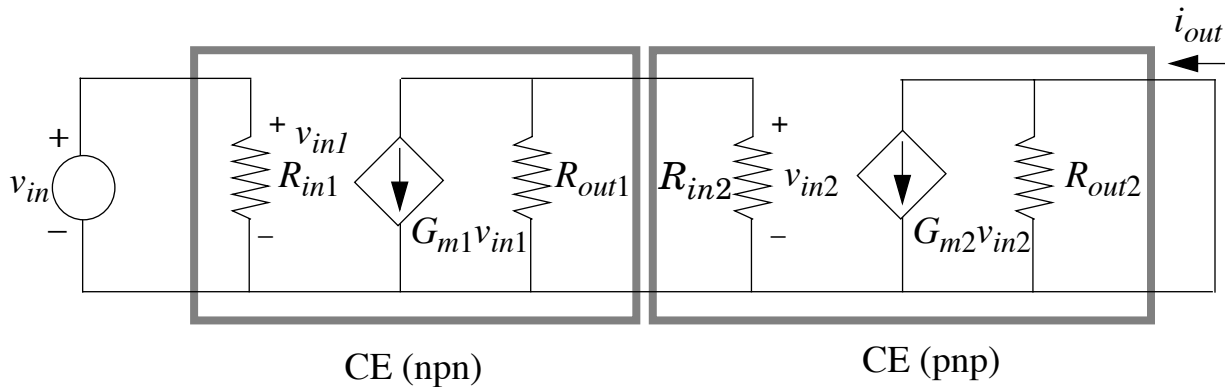 i_out
+
v_in
−
+
v_in1
R_in1
−
G_m1v_in1
R_out1
R_in2
+
v_in2
−
G_m2v_in2
R_out2
CE (npn)
CE (pnp)